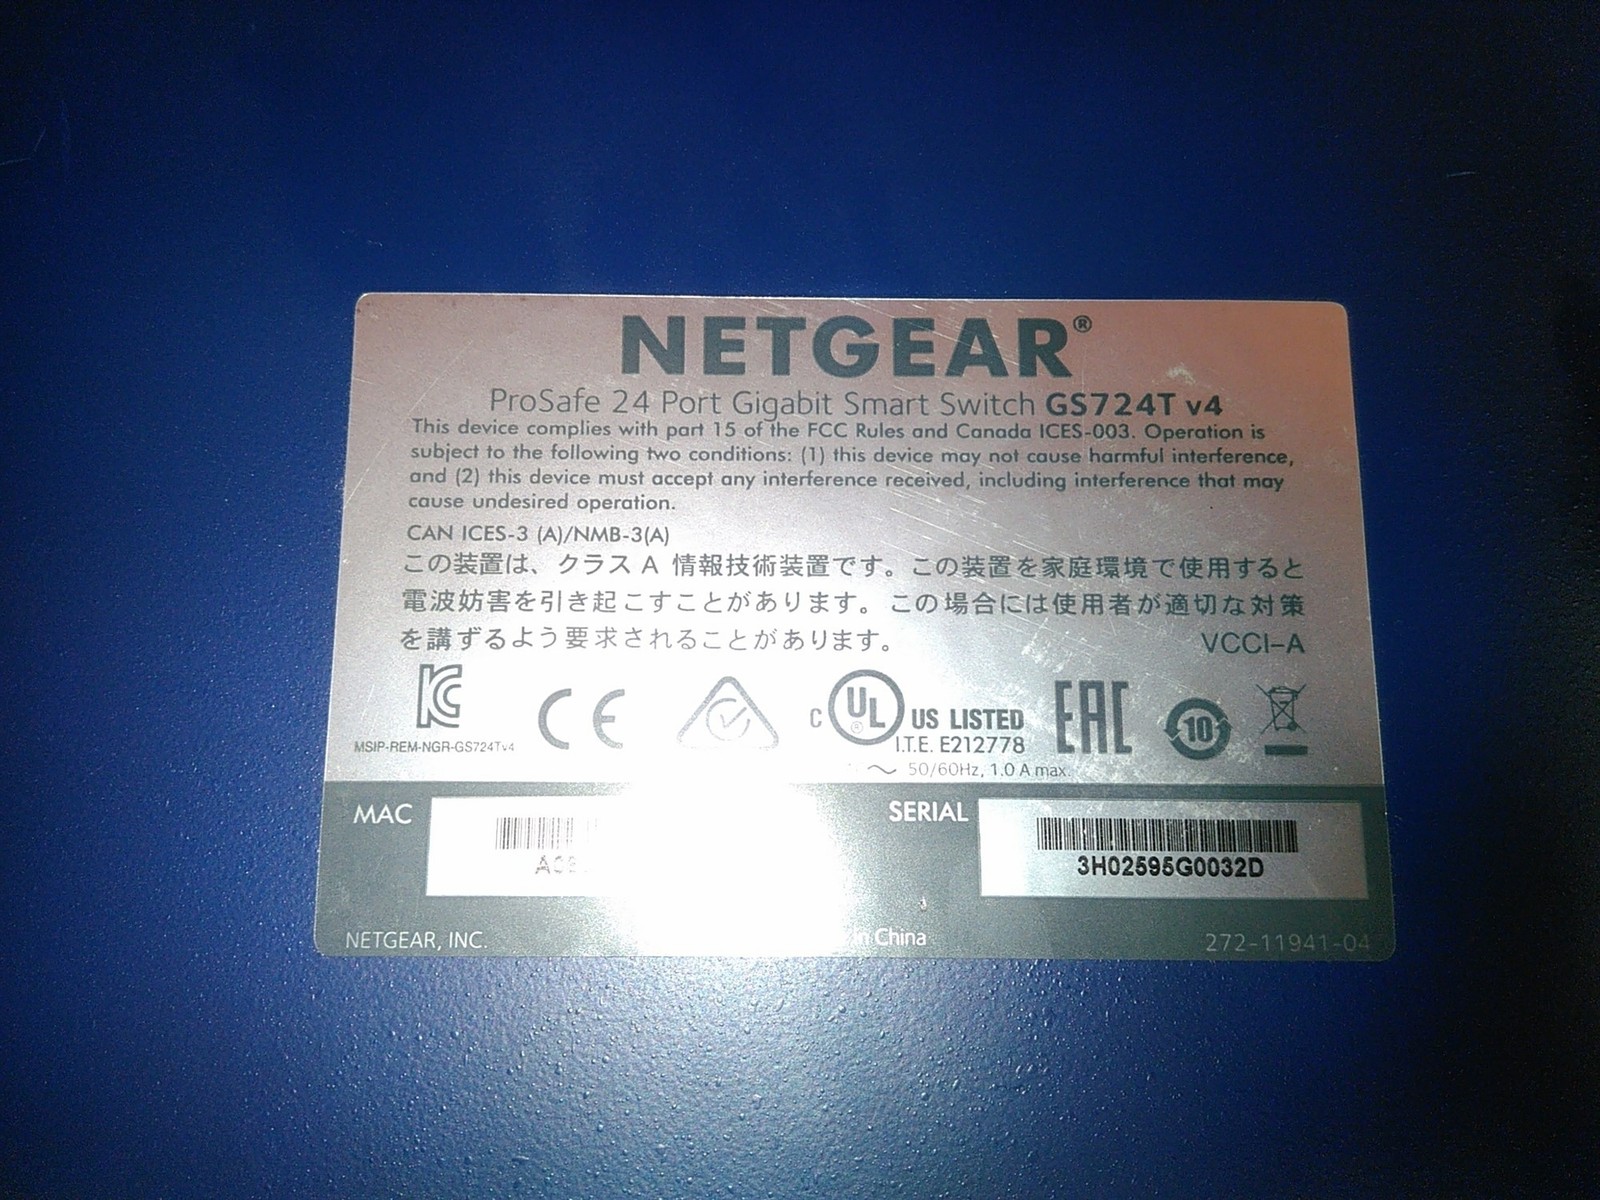 NETGEAR®
ProSafe 24 Port Gigabit Smart Switch GS724T v4
This device complies with part 15 of the FCC Rules and Canada ICES-003. Operation is
subject to the following two conditions: (1) this device may not cause harmful interference,
and (2) this device must accept any interference received, including interference that may
cause undesired operation.
CAN ICES-3 (A)/NMB-3(A)
この装置は、クラス A 情報技術装置です。この装置を家庭環境で使用すると
電波妨害を引き起こすことがあります。この場合には使用者が適切な対策
を講ずるよう要求されることがあります。 VCCI-A
MSIP-REM-NGR-GS724Tv4
CE
C UL® US LISTED
I.T.E. E212778
EAC
10
~ 50/60Hz, 1.0 A max.
MAC
SERIAL
3H02595G0032D
NETGEAR, INC.
in China
272-11941-04